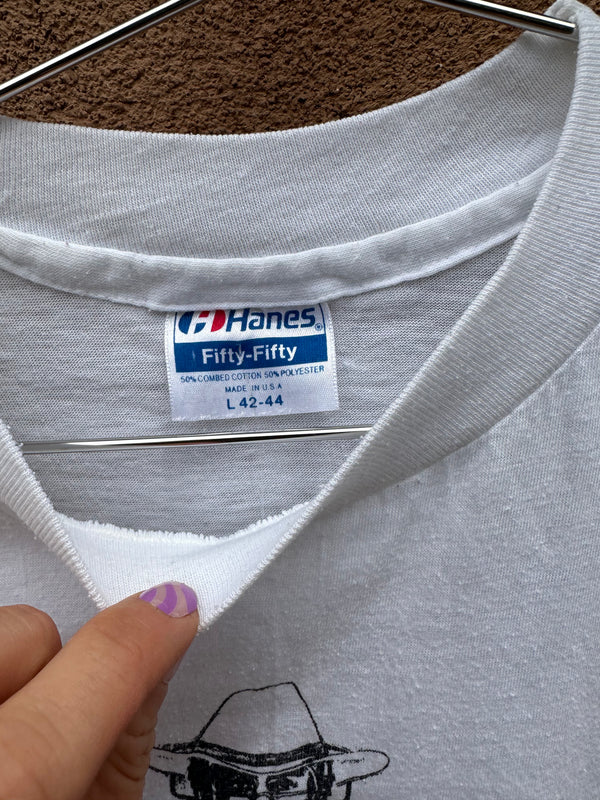 Hanes®
Fifty-Fifty
50% COMBED COTTON 50% POLYESTER
MADE IN U.S.A
L 42-44